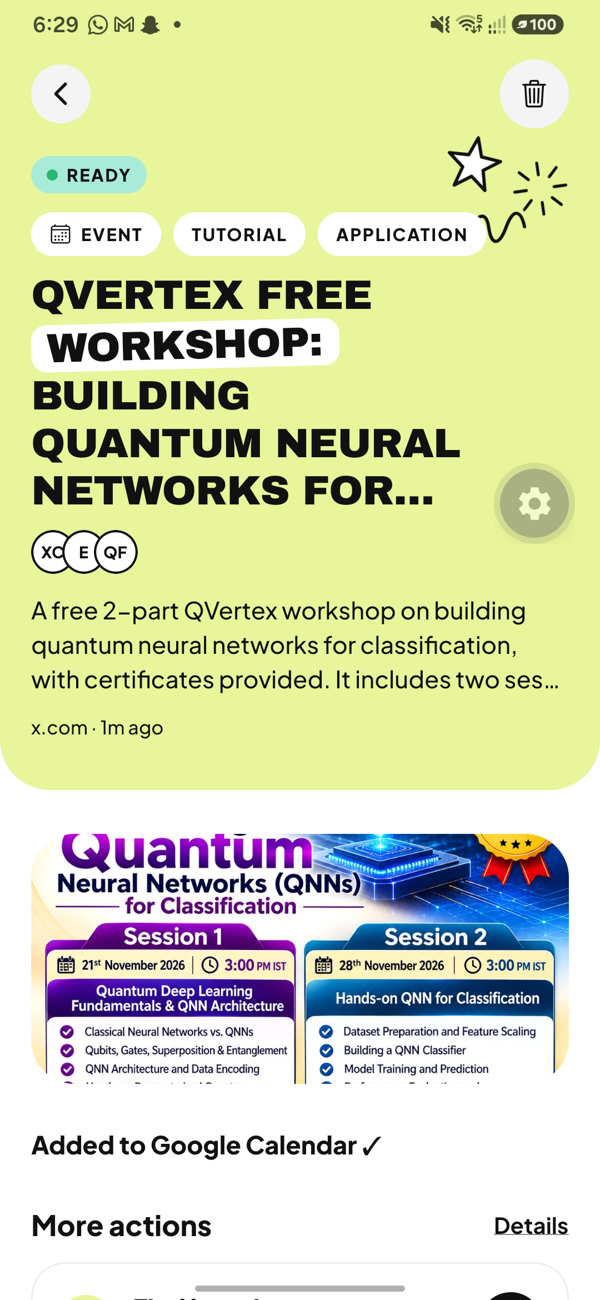 6:29
100
READY
EVENT
TUTORIAL
APPLICATION
QVERTEX FREE
WORKSHOP:
BUILDING
QUANTUM NEURAL
NETWORKS FOR...
XC E QF
A free 2-part QVertex workshop on building
quantum neural networks for classification,
with certificates provided. It includes two ses...
x.com · 1m ago
Quantum
Neural Networks (QNNs)
for Classification
Session 1
21st November 2026 | 3:00 PM IST
Quantum Deep Learning
Fundamentals & QNN Architecture
Classical Neural Networks vs. QNNs
Qubits, Gates, Superposition & Entanglement
QNN Architecture and Data Encoding
Session 2
28th November 2026 | 3:00 PM IST
Hands-on QNN for Classification
Dataset Preparation and Feature Scaling
Building a QNN Classifier
Model Training and Prediction
Added to Google Calendar ✓
More actions
Details